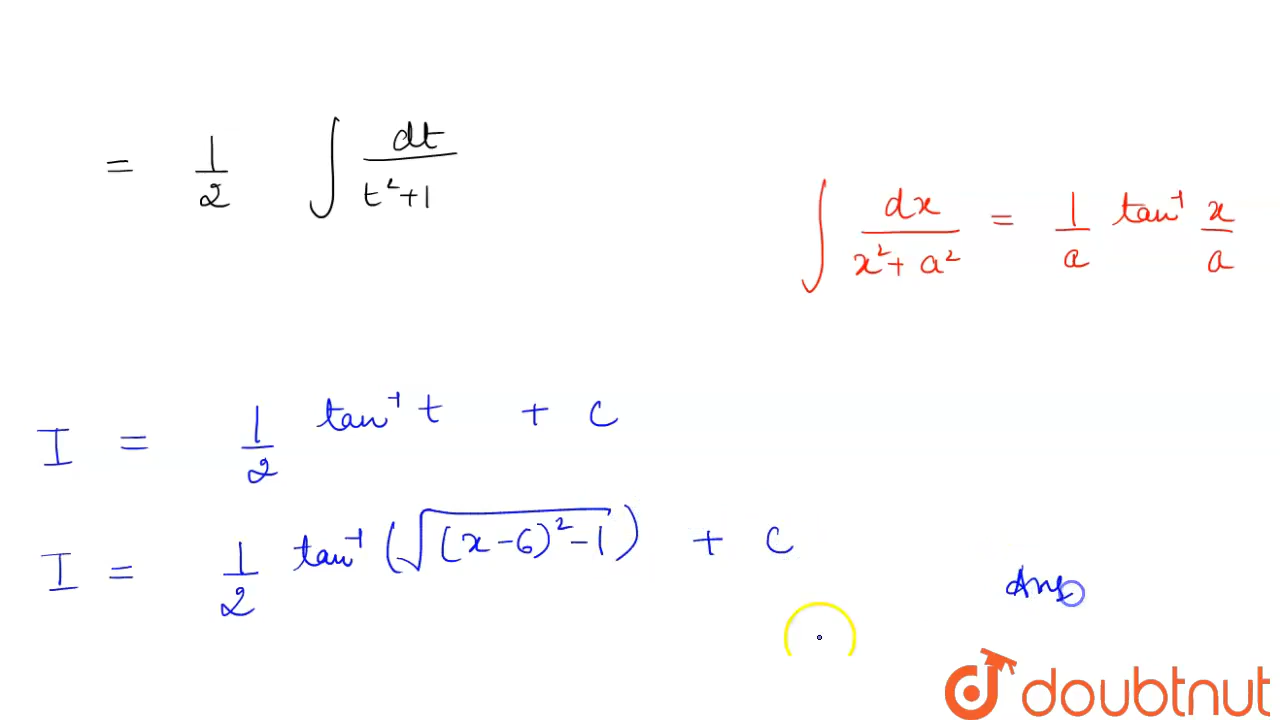 = 1/2 ∫ dt/(t²+1)
∫ dx/(x²+a²) = 1/a tan⁻¹ x/a
I = 1/2 tan⁻¹ t + c
I = 1/2 tan⁻¹ (√((x-6)²-1)) + c
Ans
doubtnut